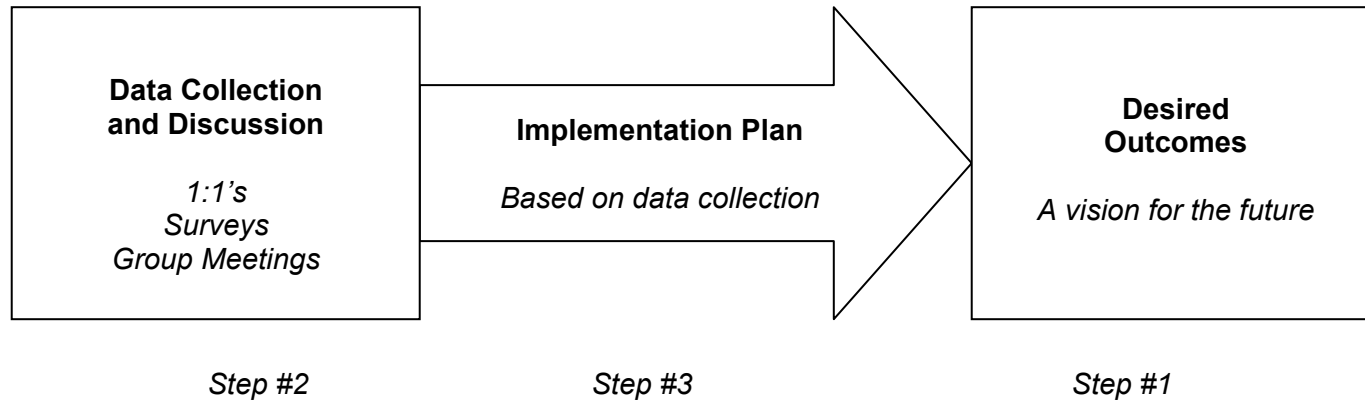 Data Collection
and Discussion
1:1's
Surveys
Group Meetings
Implementation Plan
Based on data collection
Desired
Outcomes
A vision for the future
Step #2
Step #3
Step #1